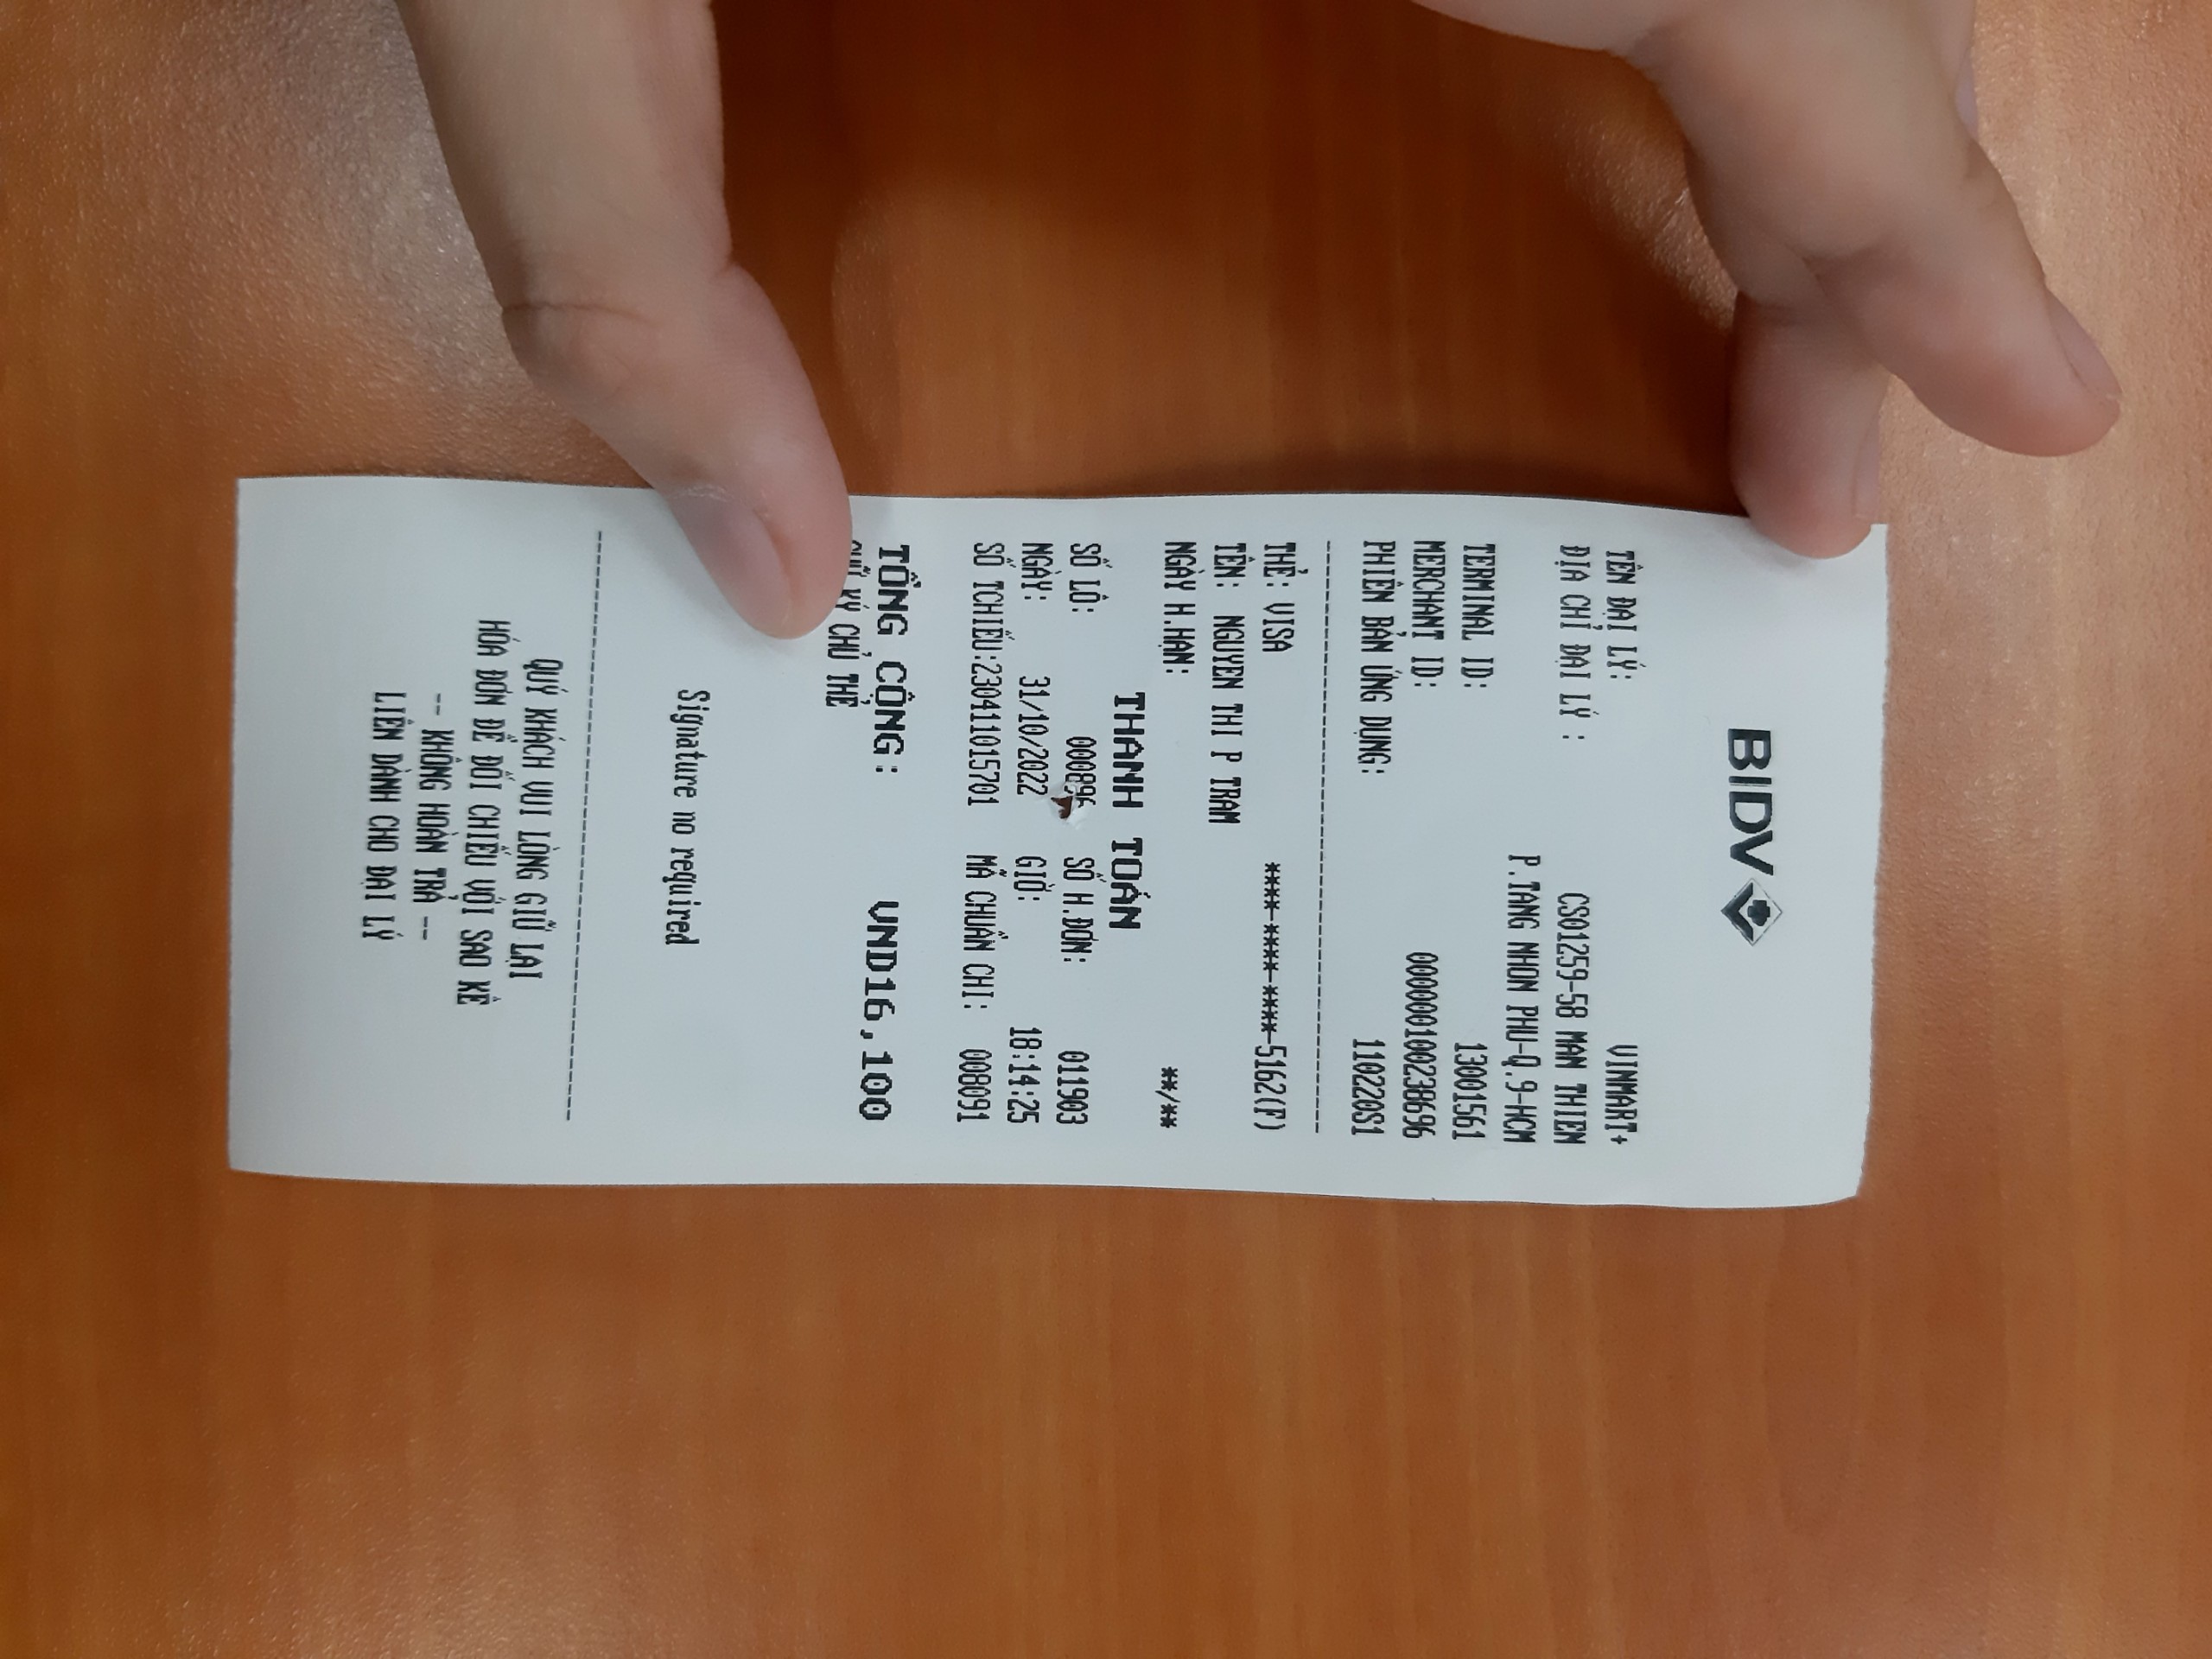 BIDV
TÊN ĐẠI LÝ: VINMART+
ĐỊA CHỈ ĐẠI LÝ : CS01259-58 MAN THIEN
P.TANG NHON PHU-Q.9-HCM
TERMINAL ID: 13001561
MERCHANT ID: 000000100238696
PHIÊN BẢN ỨNG DỤNG: 110220S1
THẺ: VISA ****-****-****-5162(F)
TÊN: NGUYEN THI P TRAM
NGÀY H.HẠN: **/**
THANH TOÁN
SỐ LÔ: 000896 SỐ H.ĐƠN: 011903
NGÀY: 31/10/2022 GIỜ: 18:14:25
SỐ TCHIẾU:230411015701 MÃ CHUẨN CHI: 008091
TỔNG CỘNG: VND16,100
CHỮ KÝ CHỦ THẺ
Signature no required
QUÝ KHÁCH VUI LÒNG GIỮ LẠI
HÓA ĐƠN ĐỂ ĐỐI CHIẾU VỚI SAO KÊ
-- KHÔNG HOÀN TRẢ --
LIÊN DÀNH CHO ĐẠI LÝ